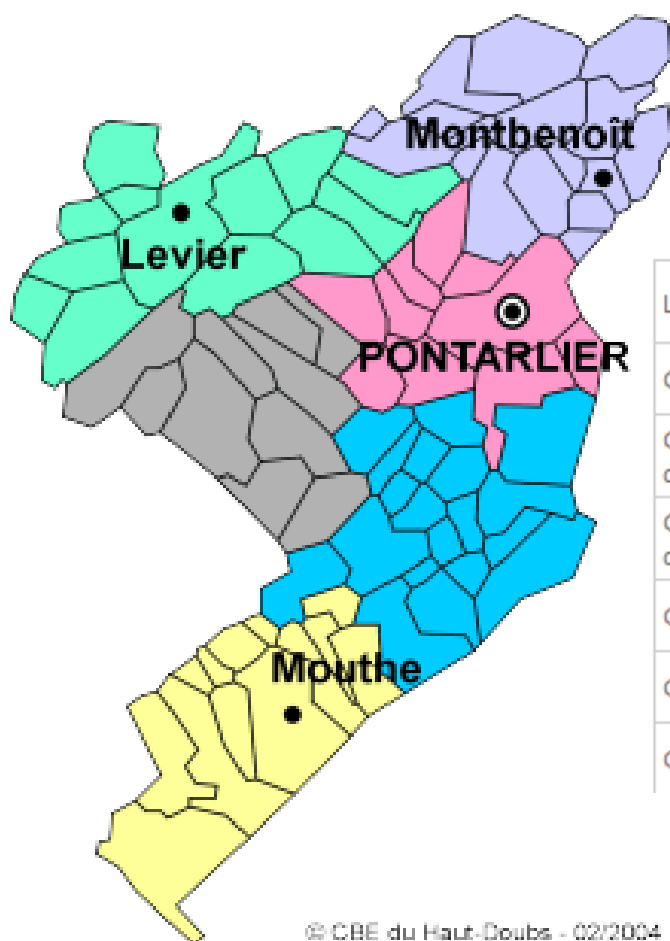 Montbenoît
Levier
PONTARLIER
Mouthe
© CBE du Haut-Doubs - 02/2004